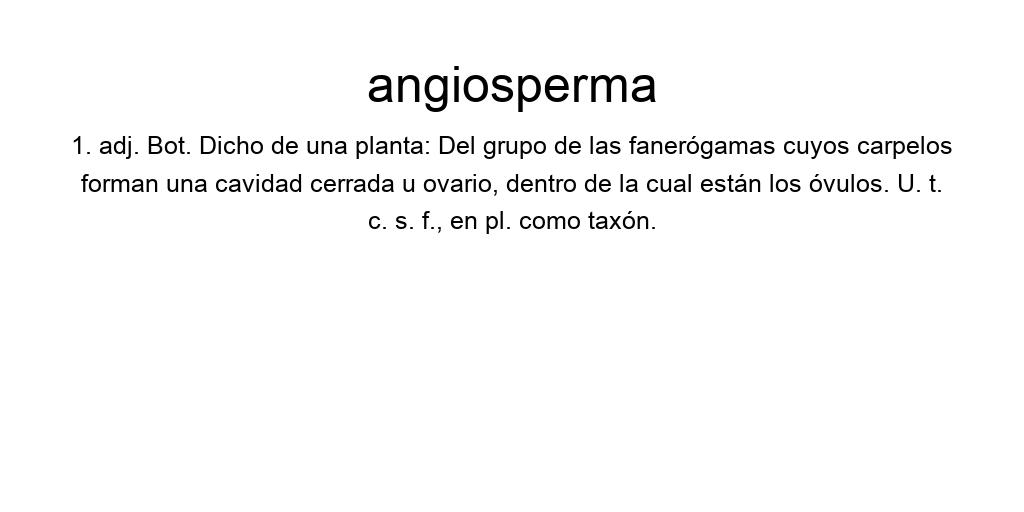 angiosperma
1. adj. Bot. Dicho de una planta: Del grupo de las fanerógamas cuyos carpelos
forman una cavidad cerrada u ovario, dentro de la cual están los óvulos. U. t.
c. s. f., en pl. como taxón.